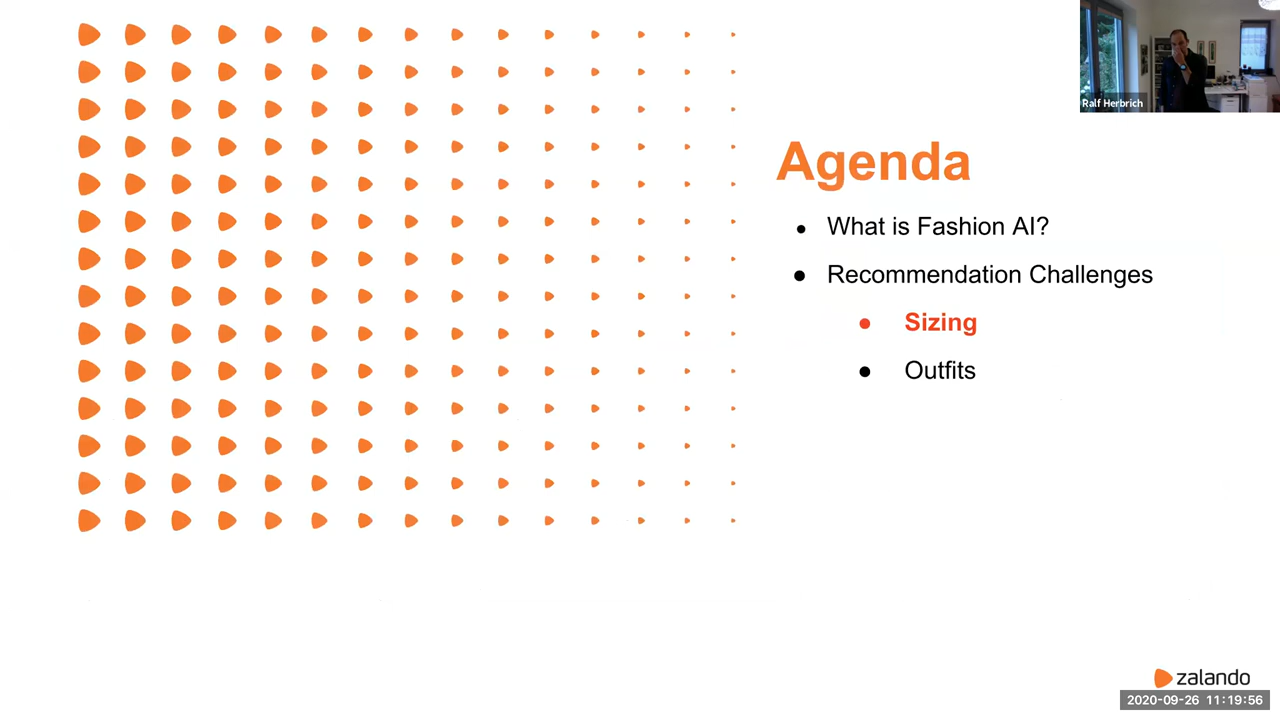 Ralf Herbrich
Agenda
● What is Fashion AI?
● Recommendation Challenges
● Sizing
● Outfits
zalando
2020-09-26 11:19:56